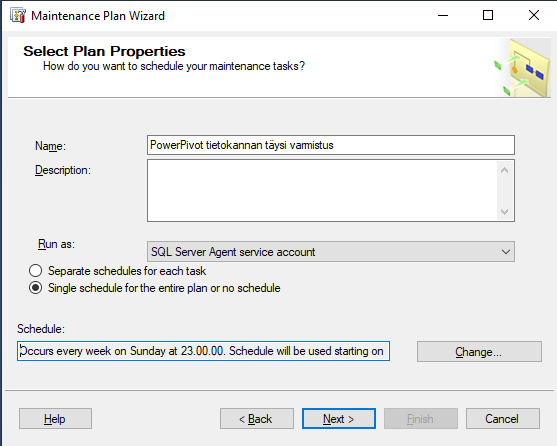 Maintenance Plan Wizard
Select Plan Properties
How do you want to schedule your maintenance tasks?
Name: PowerPivot tietokannan täysi varmistus
Description:
Run as: SQL Server Agent service account
Separate schedules for each task
Single schedule for the entire plan or no schedule
Schedule:
Occurs every week on Sunday at 23.00.00. Schedule will be used starting on Change...
Help < Back Next > Finish Cancel